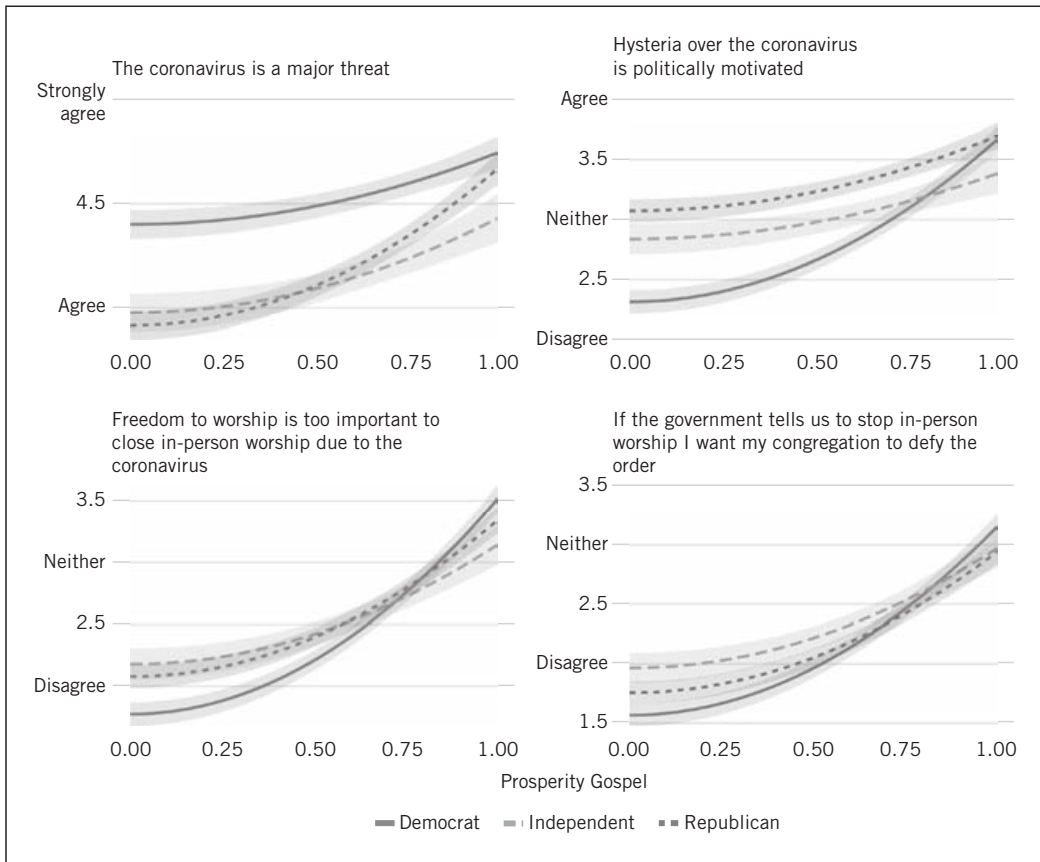 The coronavirus is a major threat
Strongly
agree
4.5
Agree
0.00 0.25 0.50 0.75 1.00
Hysteria over the coronavirus
is politically motivated
Agree
3.5
Neither
2.5
Disagree
0.00 0.25 0.50 0.75 1.00
Freedom to worship is too important to
close in-person worship due to the
coronavirus
3.5
Neither
2.5
Disagree
0.00 0.25 0.50 0.75 1.00
If the government tells us to stop in-person
worship I want my congregation to defy the
order
3.5
Neither
2.5
Disagree
1.5
0.00 0.25 0.50 0.75 1.00
Prosperity Gospel
Democrat Independent Republican